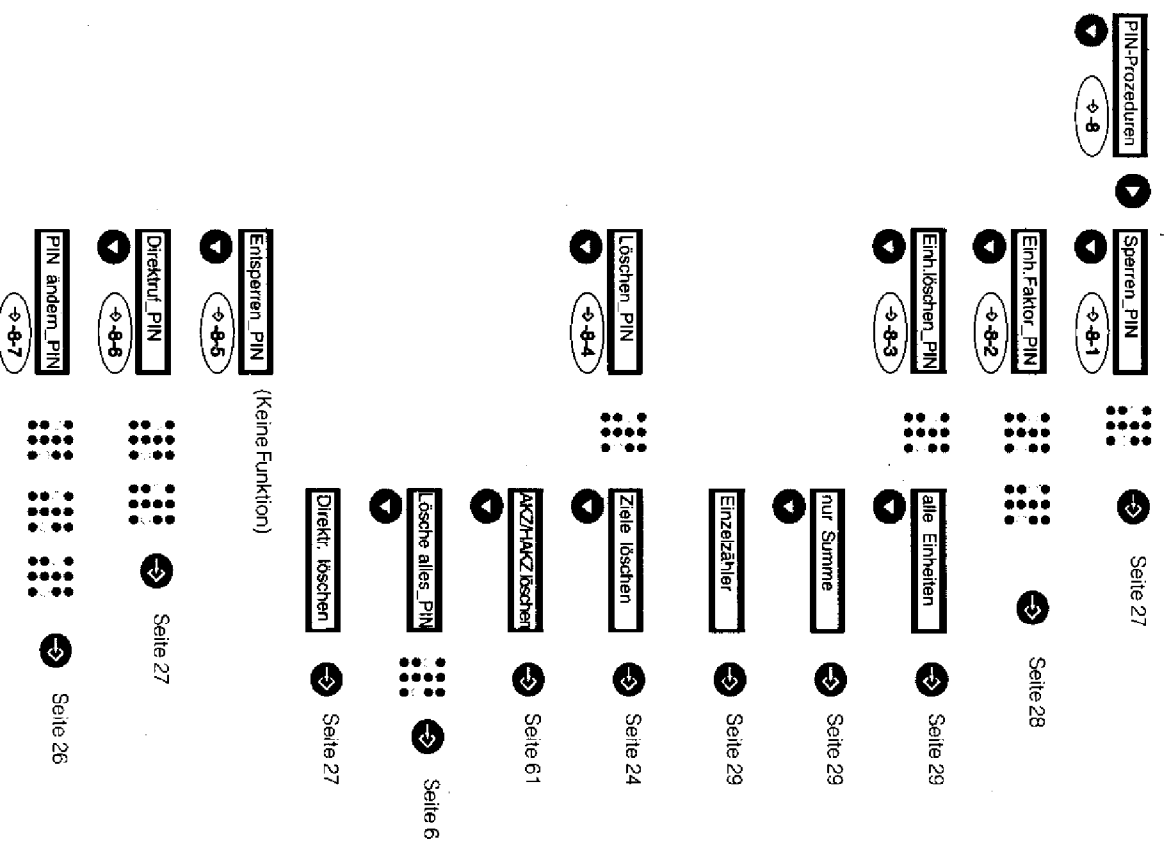 PIN-Prozeduren
-8
Sperren_PIN
-8-1
Seite 27
Einh.Faktor_PIN
-8-2
Seite 28
Einh.löschen_PIN
-8-3
alle Einheiten
Seite 29
nur Summe
Seite 29
Einzelzähler
Seite 29
Löschen_PIN
-8-4
Ziele löschen
Seite 24
AKZ/HAKZ löschen
Seite 61
Lösche alles_PIN
Seite 6
Direktr. löschen
Seite 27
Entsperren_PIN
-8-5
(Keine Funktion)
Direktruf_PIN
-8-6
Seite 27
PIN ändern_PIN
-8-7
Seite 26